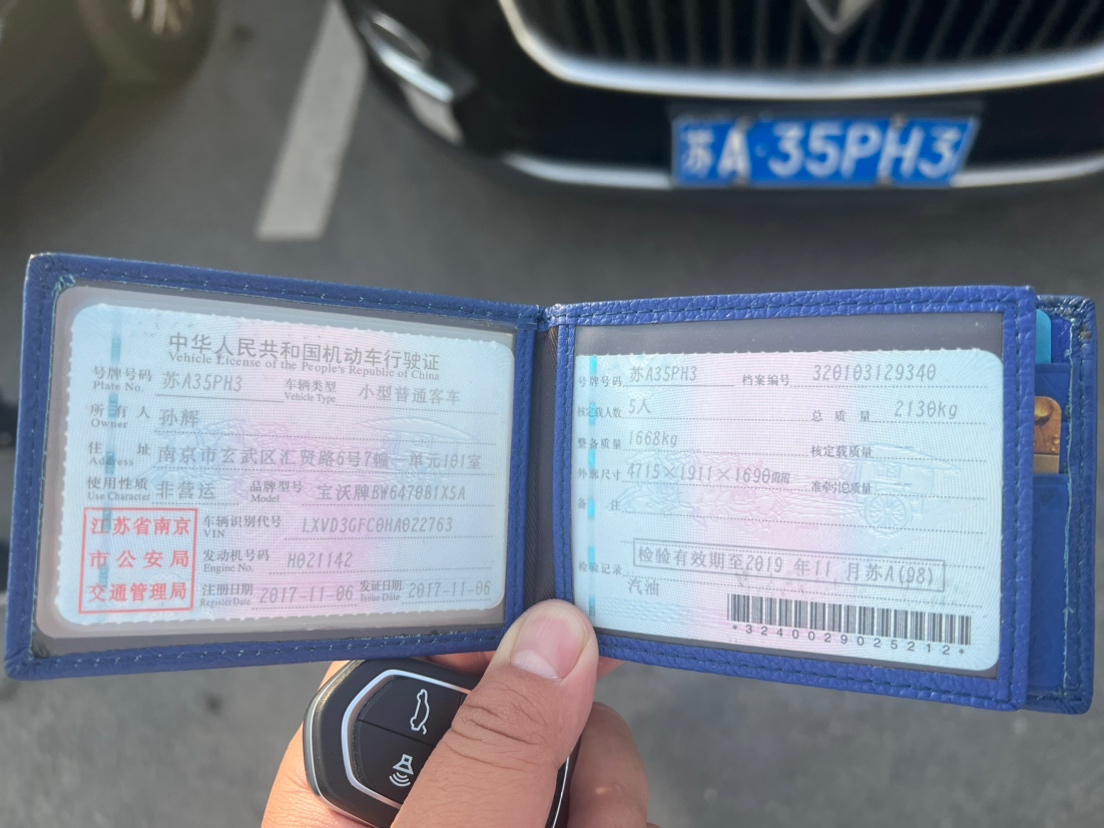 苏A·35PH3
中华人民共和国机动车行驶证
Vehicle License of the People's Republic of China
号牌号码 苏A35PH3 车辆类型 小型普通客车
Plate No. Vehicle Type
所有人 孙辉
Owner
住址 南京市玄武区汇贤路6号7幢一单元101室
Address
使用性质 非营运 品牌型号 宝沃牌BW6470B1X5A
Use Character Model
江苏省南京
市公安局
交通管理局
车辆识别代号 LXVD3GFC0HA022763
VIN
发动机号码 H021142
Engine No.
注册日期 2017-11-06 发证日期 2017-11-06
Register Date Issue Date
号牌号码 苏A35PH3 档案编号 320103129340
核定载人数 5人 总质量 2130kg
整备质量 1668kg 核定载质量 --
外廓尺寸 4715×1911×1690mm 准牵引总质量 --
备注
检验记录 检验有效期至2019年11月苏A(98)
汽油
*3240029025212*